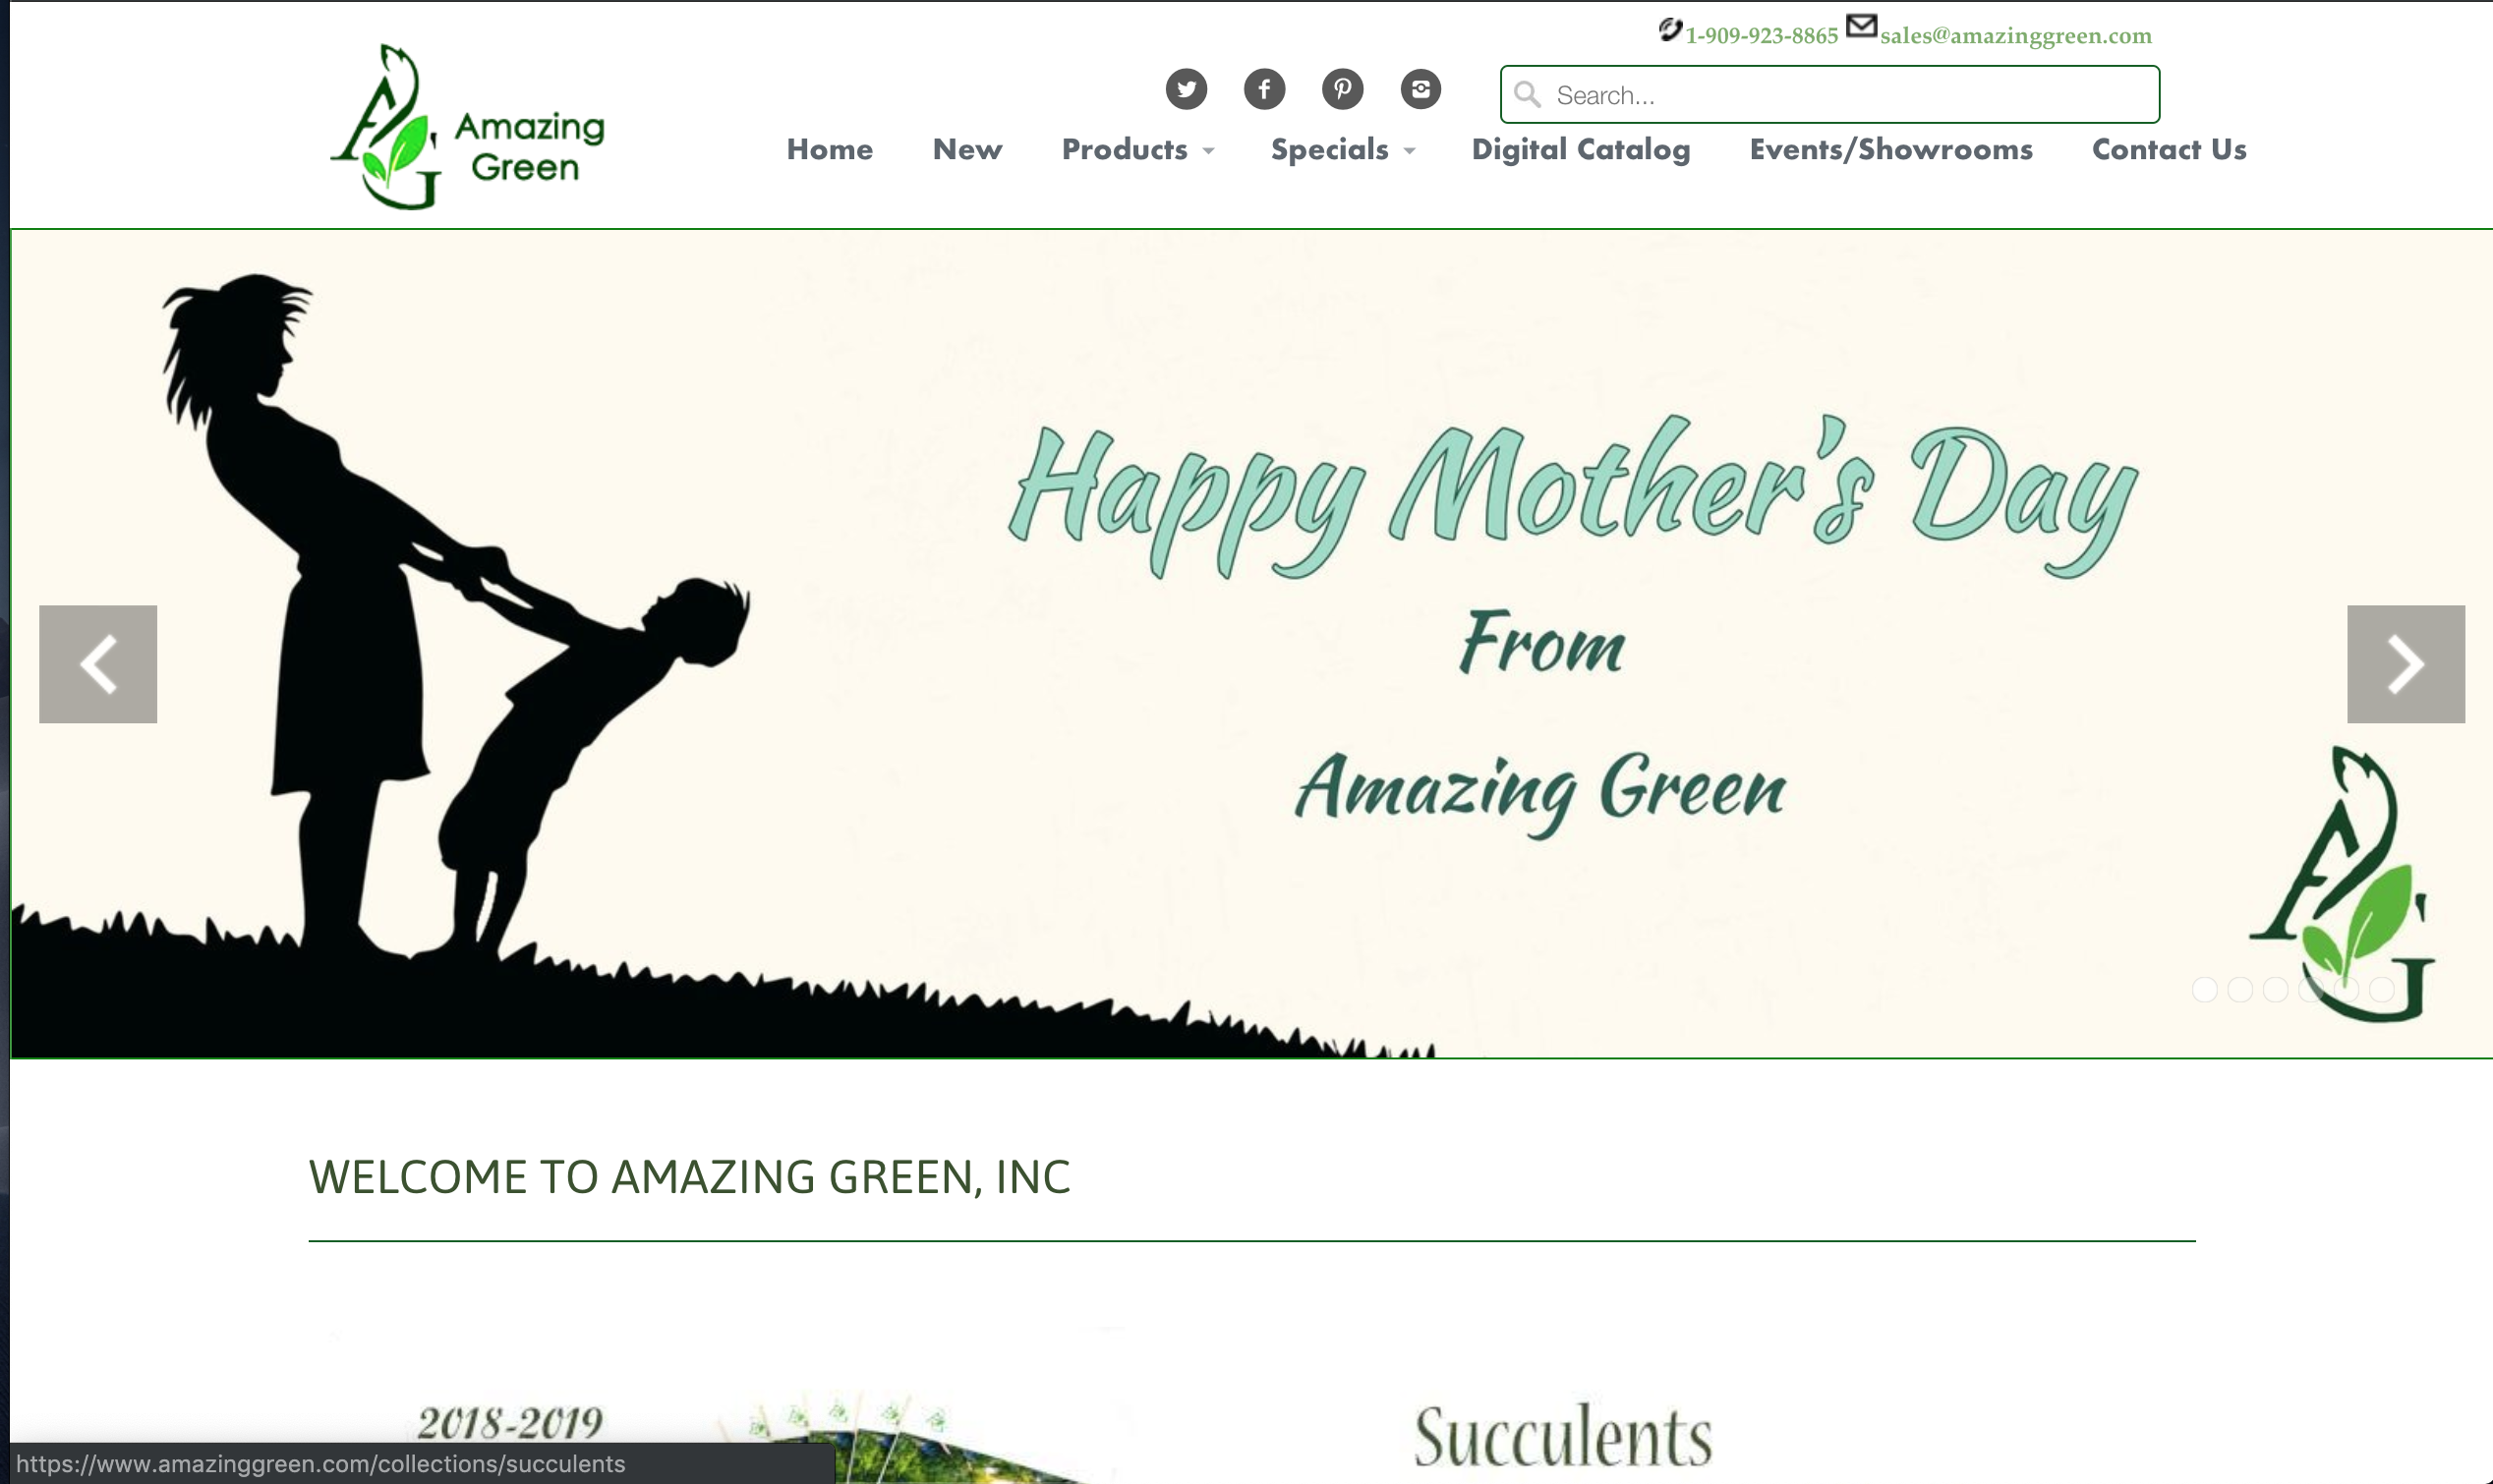 1-909-923-8865 sales@amazinggreen.com
Amazing
Green
Search...
Home New Products Specials Digital Catalog Events/Showrooms Contact Us
Happy Mother's Day
From
Amazing Green
WELCOME TO AMAZING GREEN, INC
2018-2019
Succulents
https://www.amazinggreen.com/collections/succulents